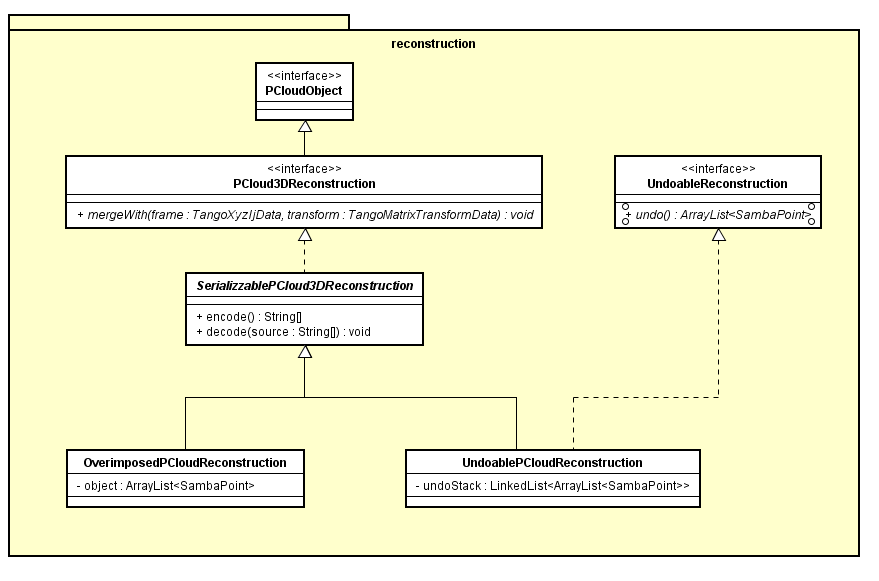 reconstruction
<<interface>>
PCloudObject
<<interface>>
PCloud3DReconstruction
+ mergeWith(frame : TangoXyzIjData, transform : TangoMatrixTransformData) : void
<<interface>>
UndoableReconstruction
+ undo() : ArrayList<SambaPoint>
SerializzablePCloud3DReconstruction
+ encode() : String[]
+ decode(source : String[]) : void
OverimposedPCloudReconstruction
- object : ArrayList<SambaPoint>
UndoablePCloudReconstruction
- undoStack : LinkedList<ArrayList<SambaPoint>>